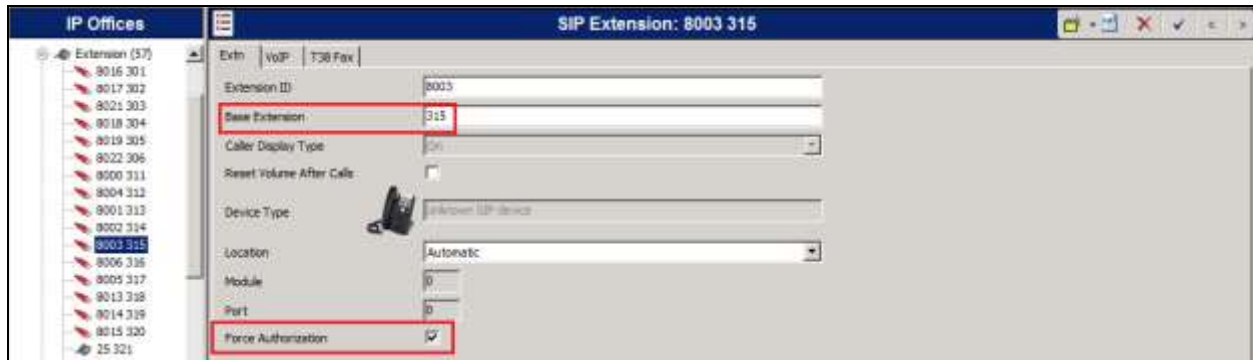 IP Offices
SIP Extension: 8003 315
Extension (57)
8016 301
8017 302
8021 303
8018 304
8019 305
8022 306
8000 311
8004 312
8001 313
8002 314
8003 315
8006 316
8005 317
8013 318
8014 319
8015 320
25 321
Extn VoIP T38 Fax
Extension ID 8003
Base Extension 315
Caller Display Type On
Reset Volume After Calls
Device Type Unknown SIP device
Location Automatic
Module 0
Port 0
Force Authorization